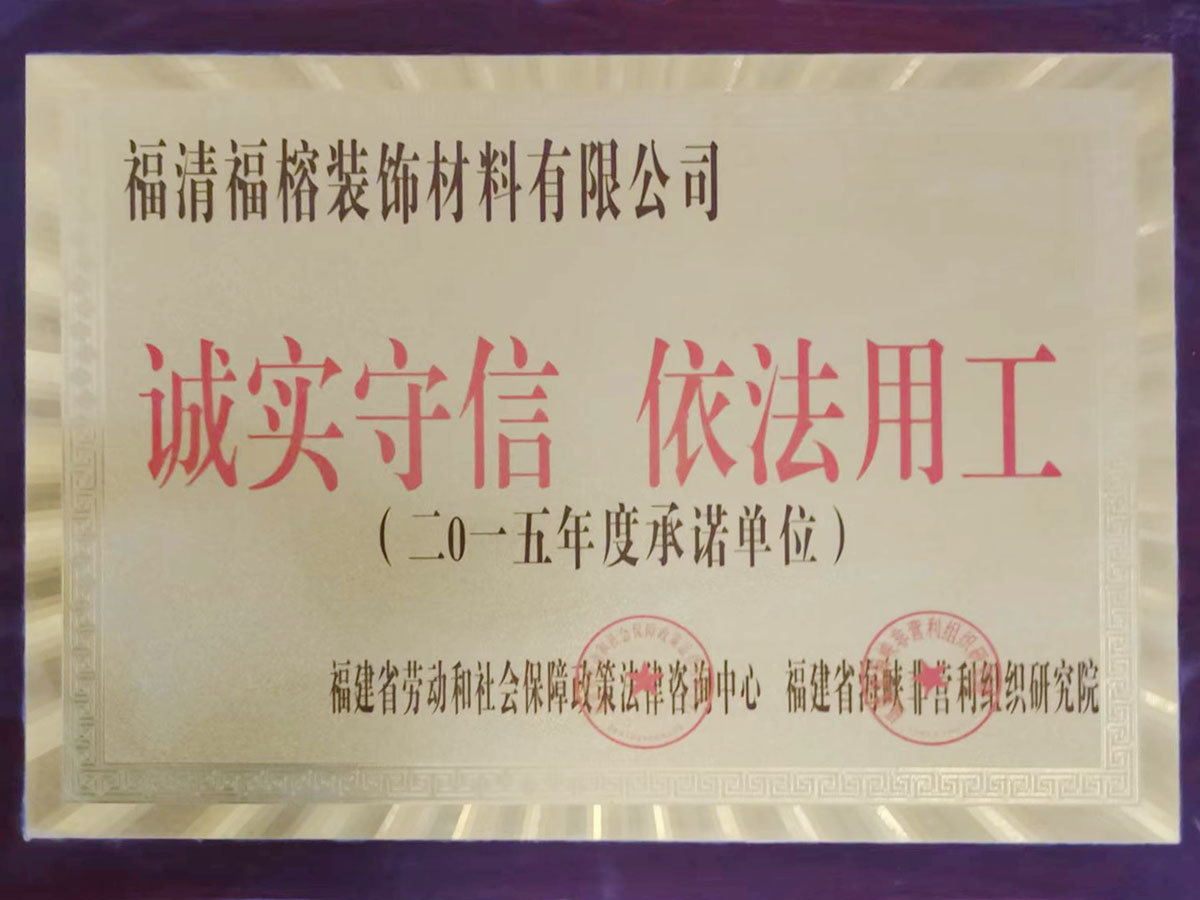 福清福榕装饰材料有限公司
诚实守信 依法用工
（二0一五年度承诺单位）
福建省劳动和社会保障政策法律咨询中心 福建省海峡非营利组织研究院